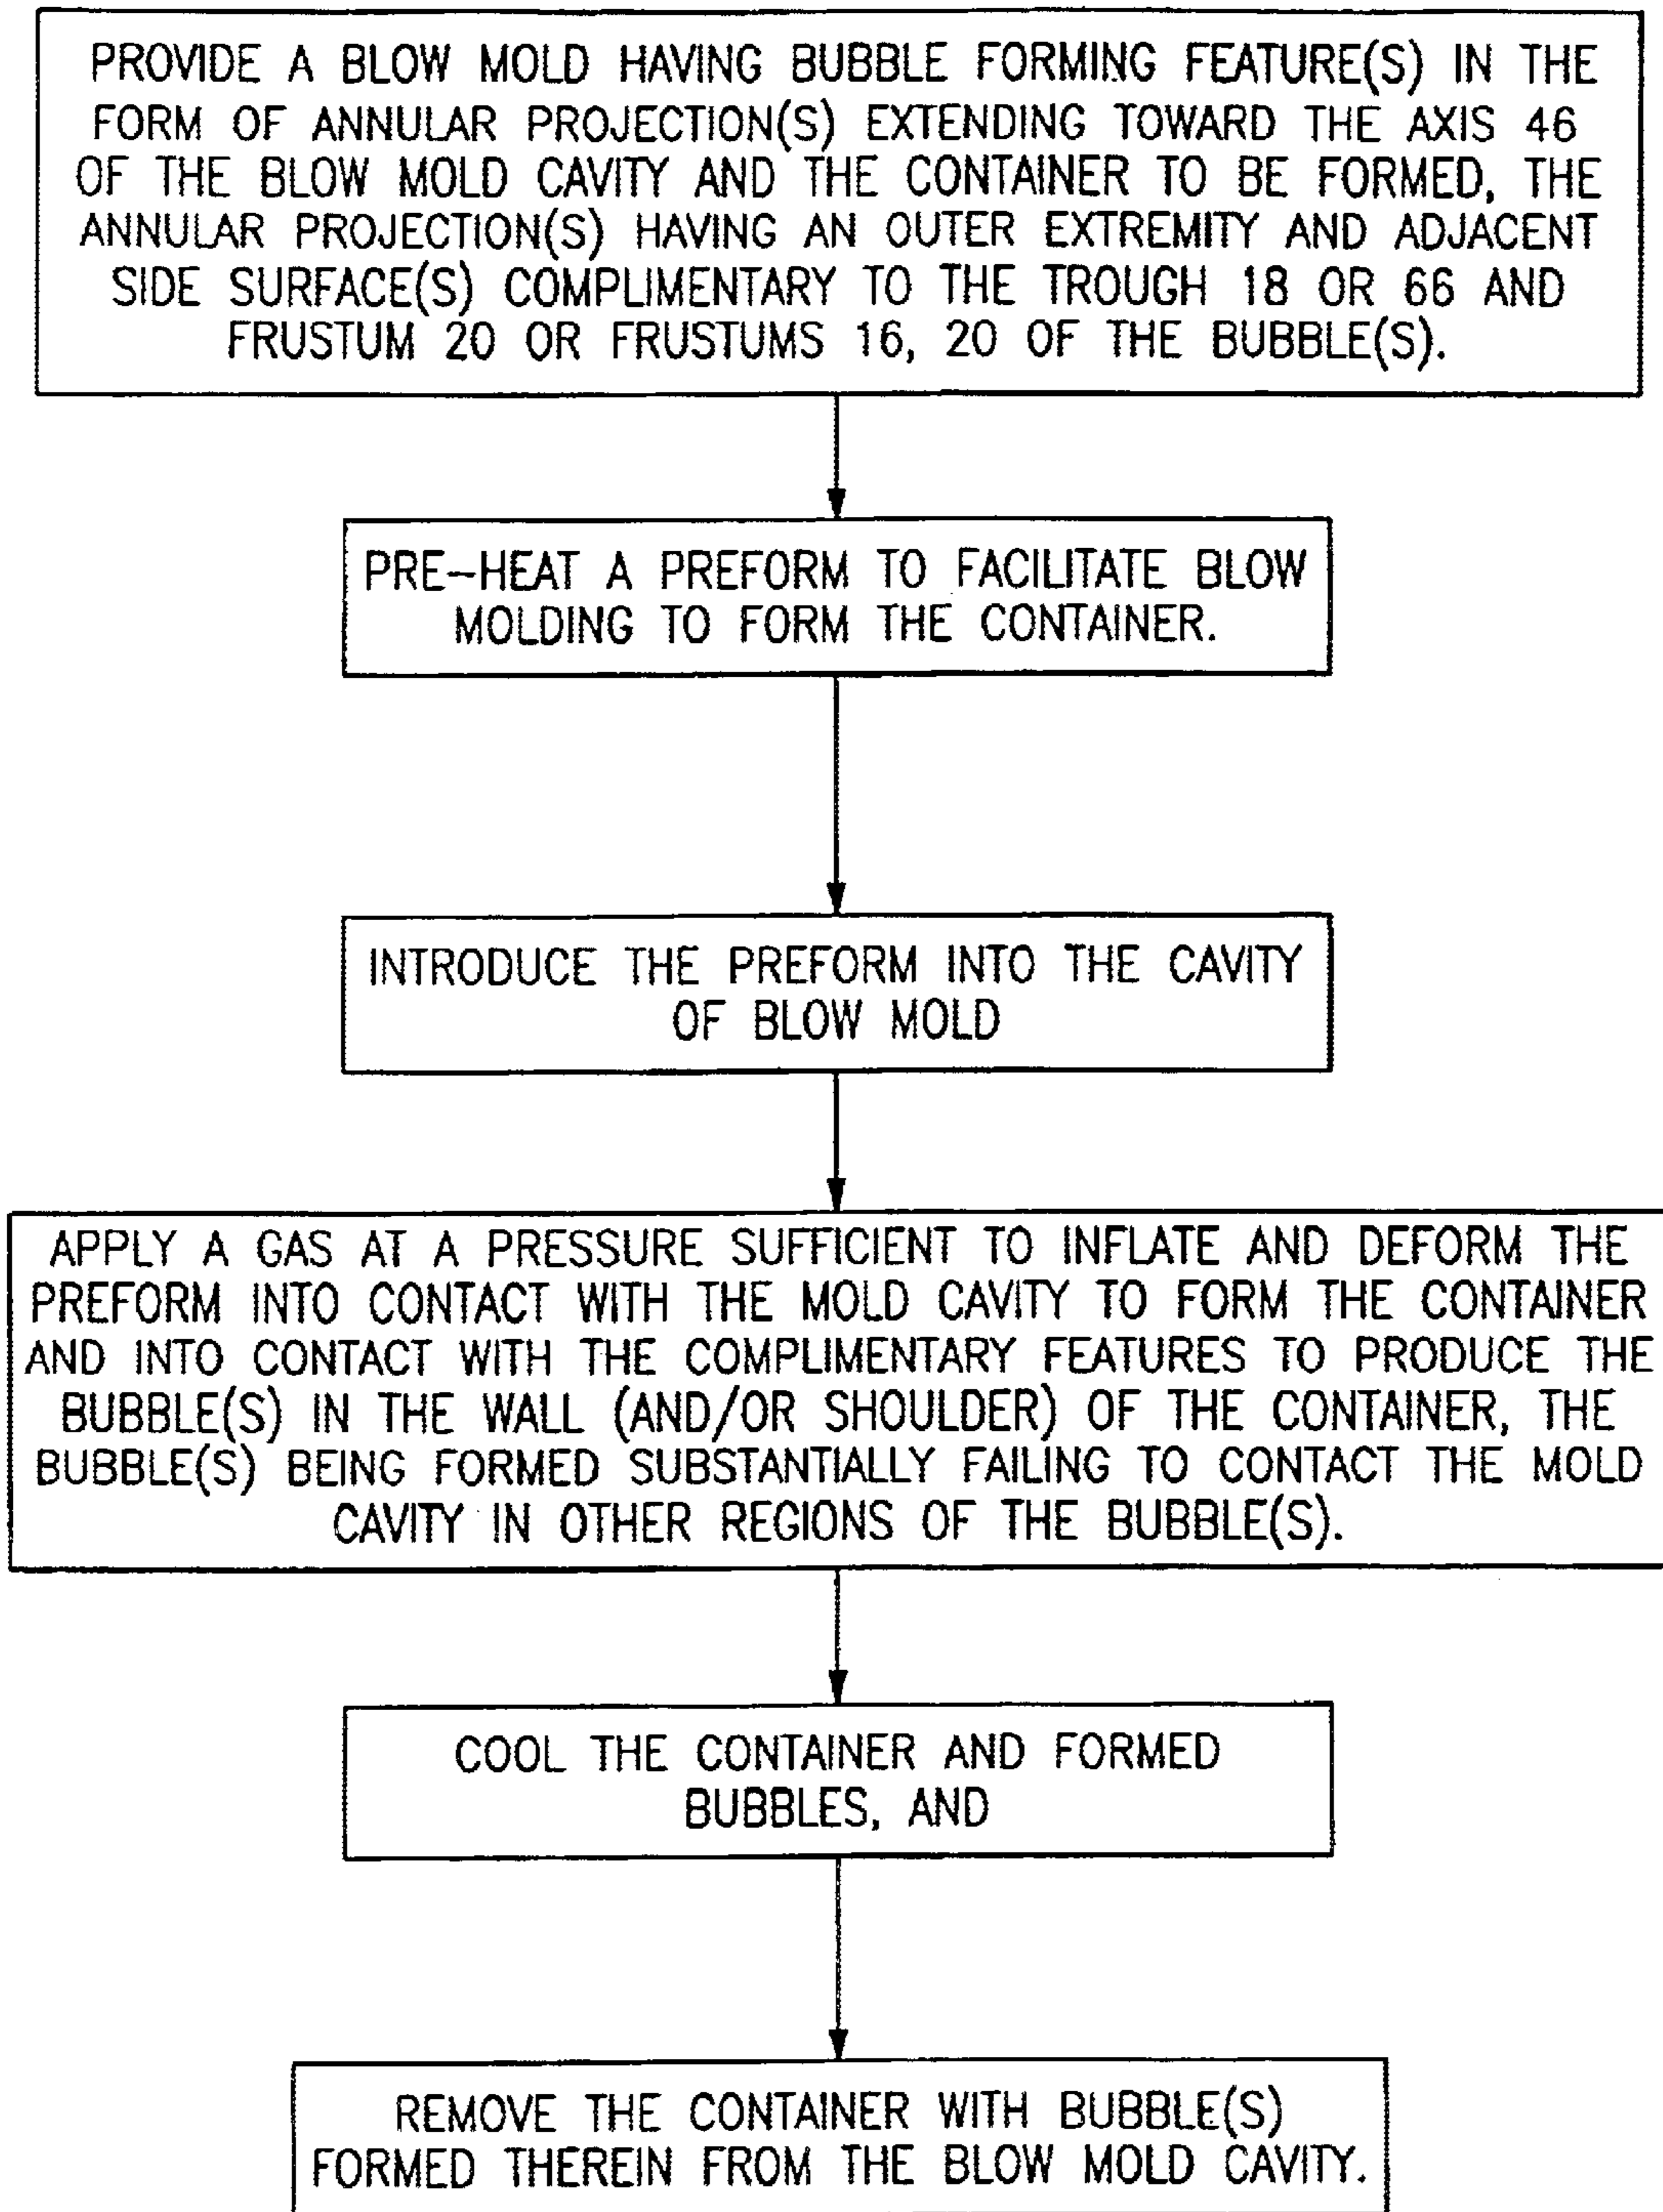 PROVIDE A BLOW MOLD HAVING BUBBLE FORMING FEATURE(S) IN THE
FORM OF ANNULAR PROJECTION(S) EXTENDING TOWARD THE AXIS 46
OF THE BLOW MOLD CAVITY AND THE CONTAINER TO BE FORMED, THE
ANNULAR PROJECTION(S) HAVING AN OUTER EXTREMITY AND ADJACENT
SIDE SURFACE(S) COMPLIMENTARY TO THE TROUGH 18 OR 66 AND
FRUSTUM 20 OR FRUSTUMS 16, 20 OF THE BUBBLE(S).
PRE-HEAT A PREFORM TO FACILITATE BLOW
MOLDING TO FORM THE CONTAINER.
INTRODUCE THE PREFORM INTO THE CAVITY
OF BLOW MOLD
APPLY A GAS AT A PRESSURE SUFFICIENT TO INFLATE AND DEFORM THE
PREFORM INTO CONTACT WITH THE MOLD CAVITY TO FORM THE CONTAINER
AND INTO CONTACT WITH THE COMPLIMENTARY FEATURES TO PRODUCE THE
BUBBLE(S) IN THE WALL (AND/OR SHOULDER) OF THE CONTAINER, THE
BUBBLE(S) BEING FORMED SUBSTANTIALLY FAILING TO CONTACT THE MOLD
CAVITY IN OTHER REGIONS OF THE BUBBLE(S).
COOL THE CONTAINER AND FORMED
BUBBLES, AND
REMOVE THE CONTAINER WITH BUBBLE(S)
FORMED THEREIN FROM THE BLOW MOLD CAVITY.